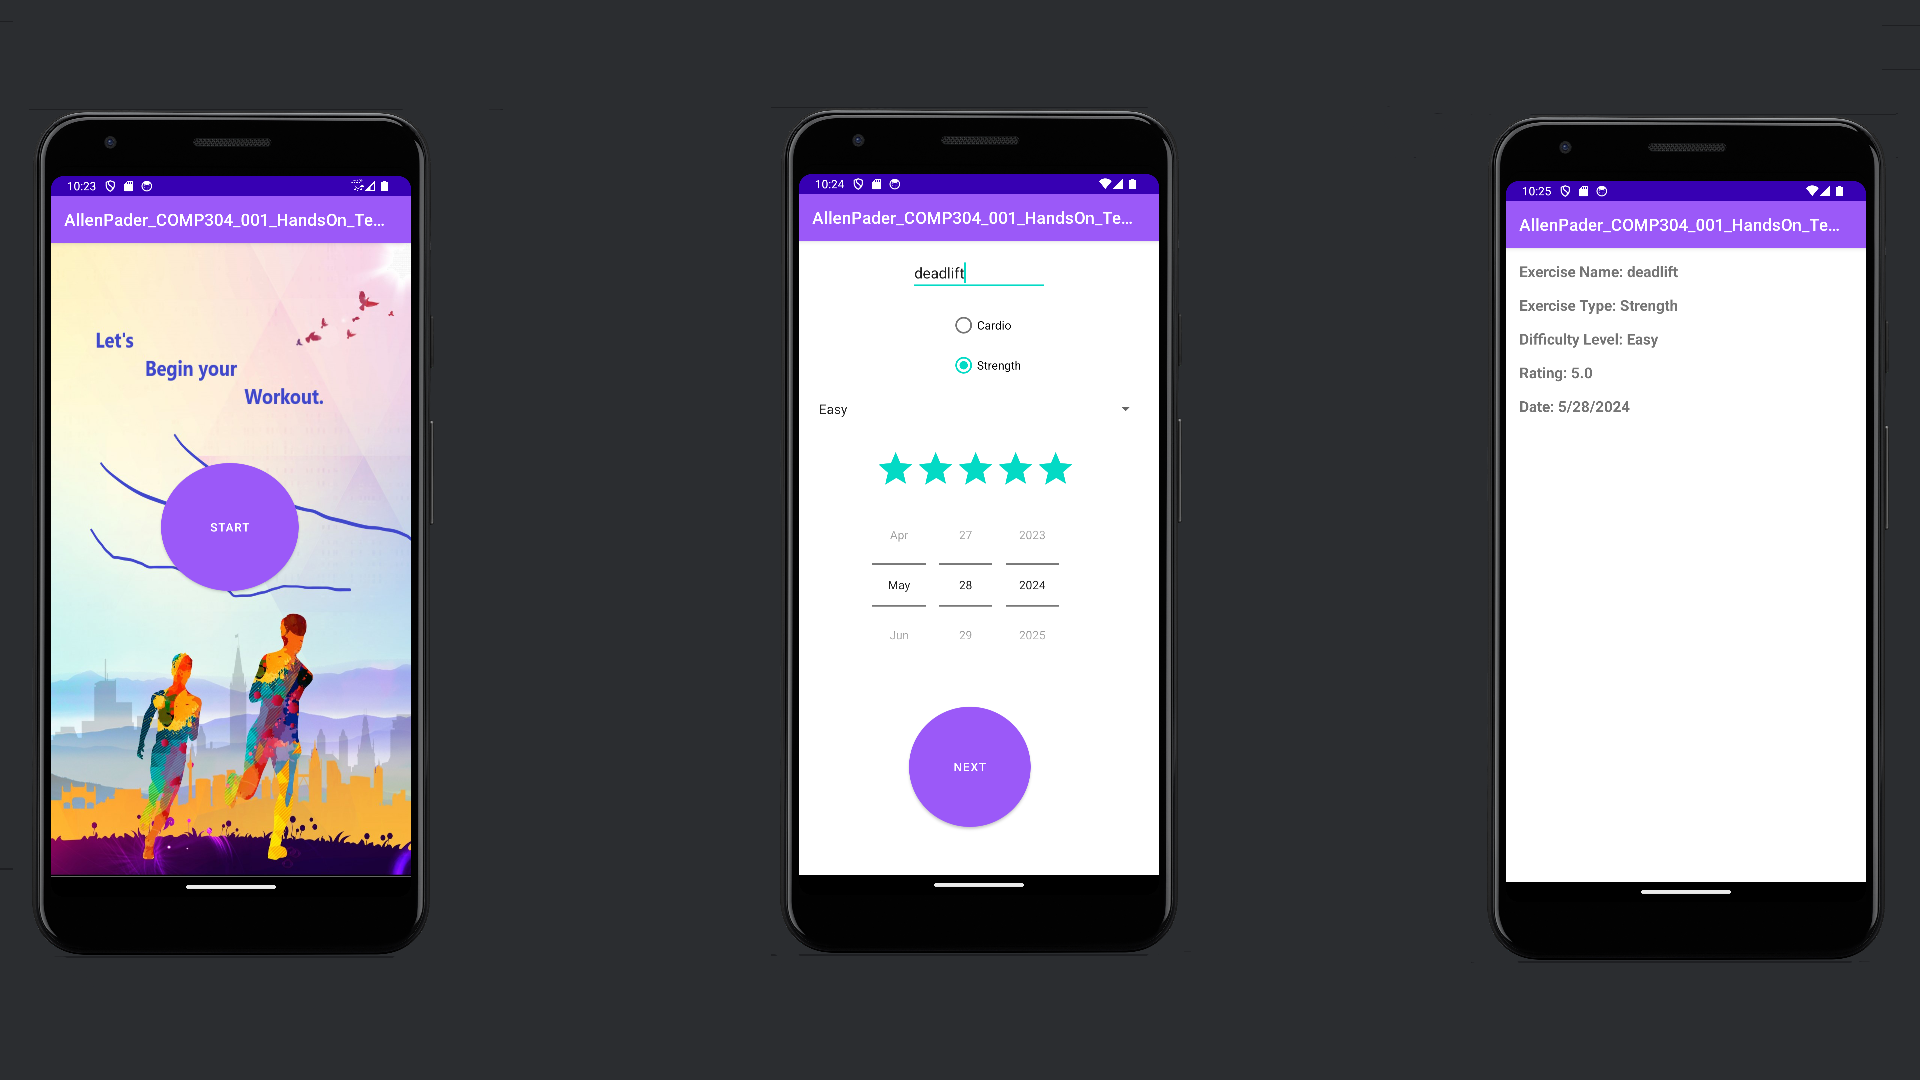 10:23
AllenPader_COMP304_001_HandsOn_Te...
Let's
Begin your
Workout.
START
10:24
AllenPader_COMP304_001_HandsOn_Te...
deadlift
Cardio
Strength
Easy
Apr 27 2023
May 28 2024
Jun 29 2025
NEXT
10:25
AllenPader_COMP304_001_HandsOn_Te...
Exercise Name: deadlift
Exercise Type: Strength
Difficulty Level: Easy
Rating: 5.0
Date: 5/28/2024